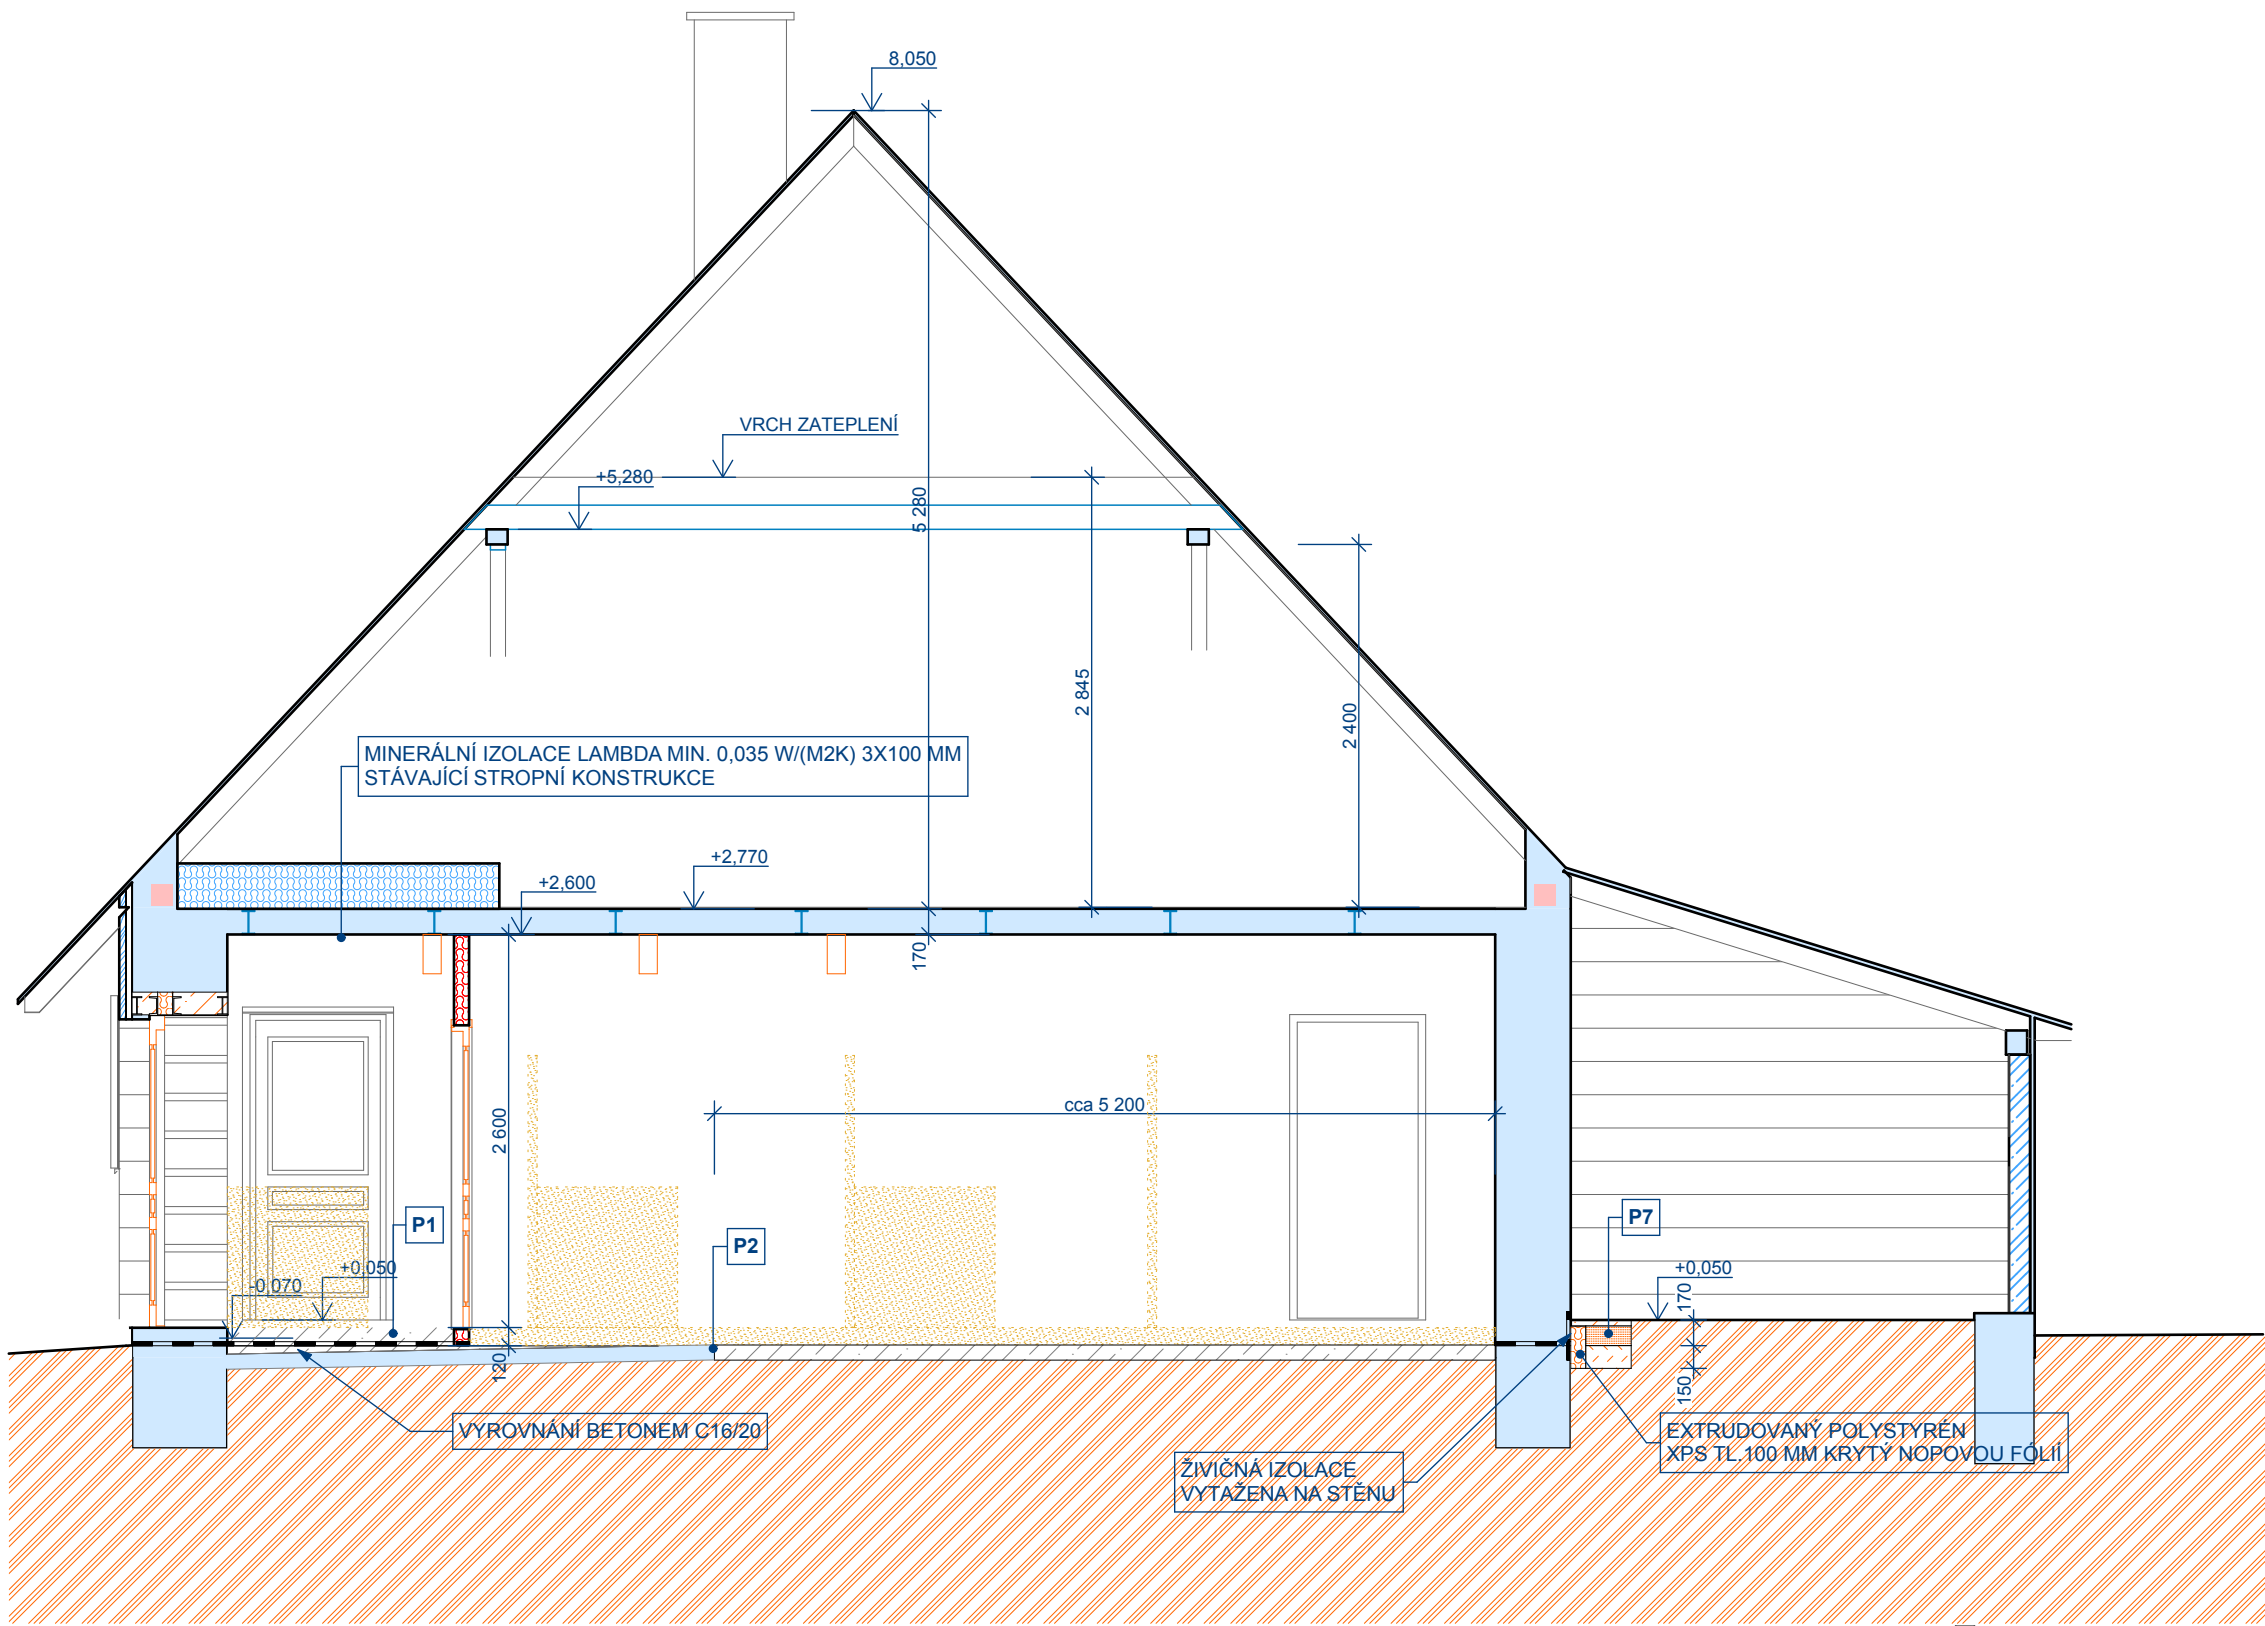 8,050
VRCH ZATEPLENÍ
+5,280
5 280
2 845
2 400
MINERÁLNÍ IZOLACE LAMBDA MIN. 0,035 W/(M2K) 3X100 MM
STÁVAJÍCÍ STROPNÍ KONSTRUKCE
+2,770
+2,600
170
cca 5 200
2 600
P1
P2
P7
+0,050
-0,070
+0,050
170
120
150
VYROVNÁNÍ BETONEM C16/20
EXTRUDOVANÝ POLYSTYRÉN
XPS TL.100 MM KRYTÝ NOPOVOU FÓLIÍ
ŽIVIČNÁ IZOLACE
VYTAŽENA NA STĚNU